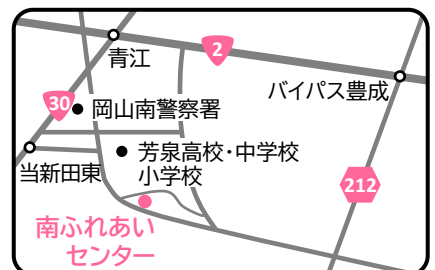 2
青江
バイパス豊成
30
岡山南警察署
芳泉高校・中学校
小学校
当新田東
212
南ふれあい
センター